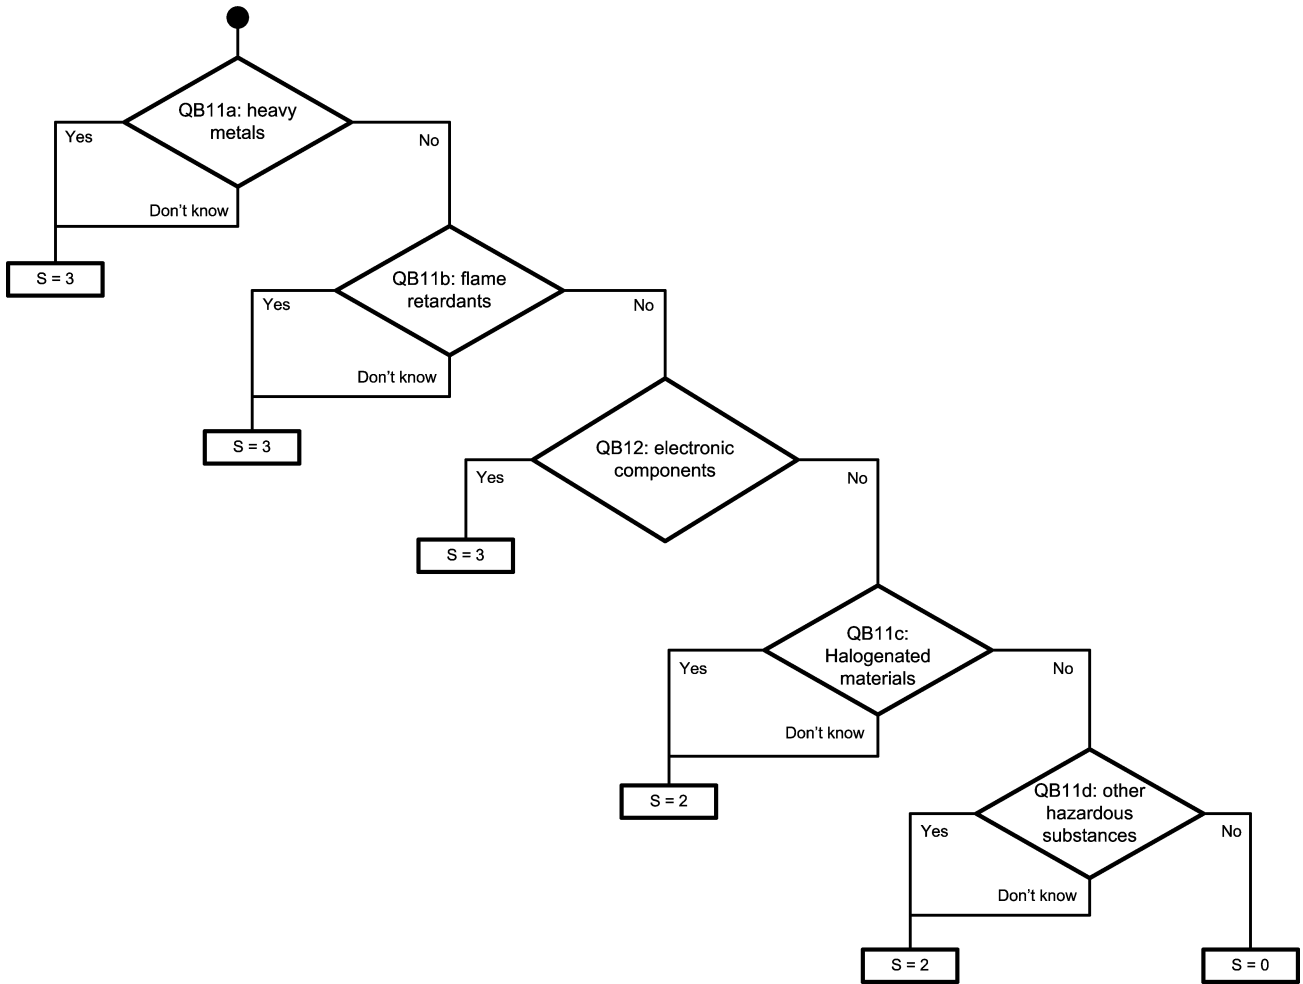 QB11a: heavy
metals
Yes
No
Don't know
S = 3
QB11b: flame
retardants
Yes
No
Don't know
S = 3
QB12: electronic
components
Yes
No
S = 3
QB11c:
Halogenated
materials
Yes
No
Don't know
S = 2
QB11d: other
hazardous
substances
Yes
No
Don't know
S = 2
S = 0